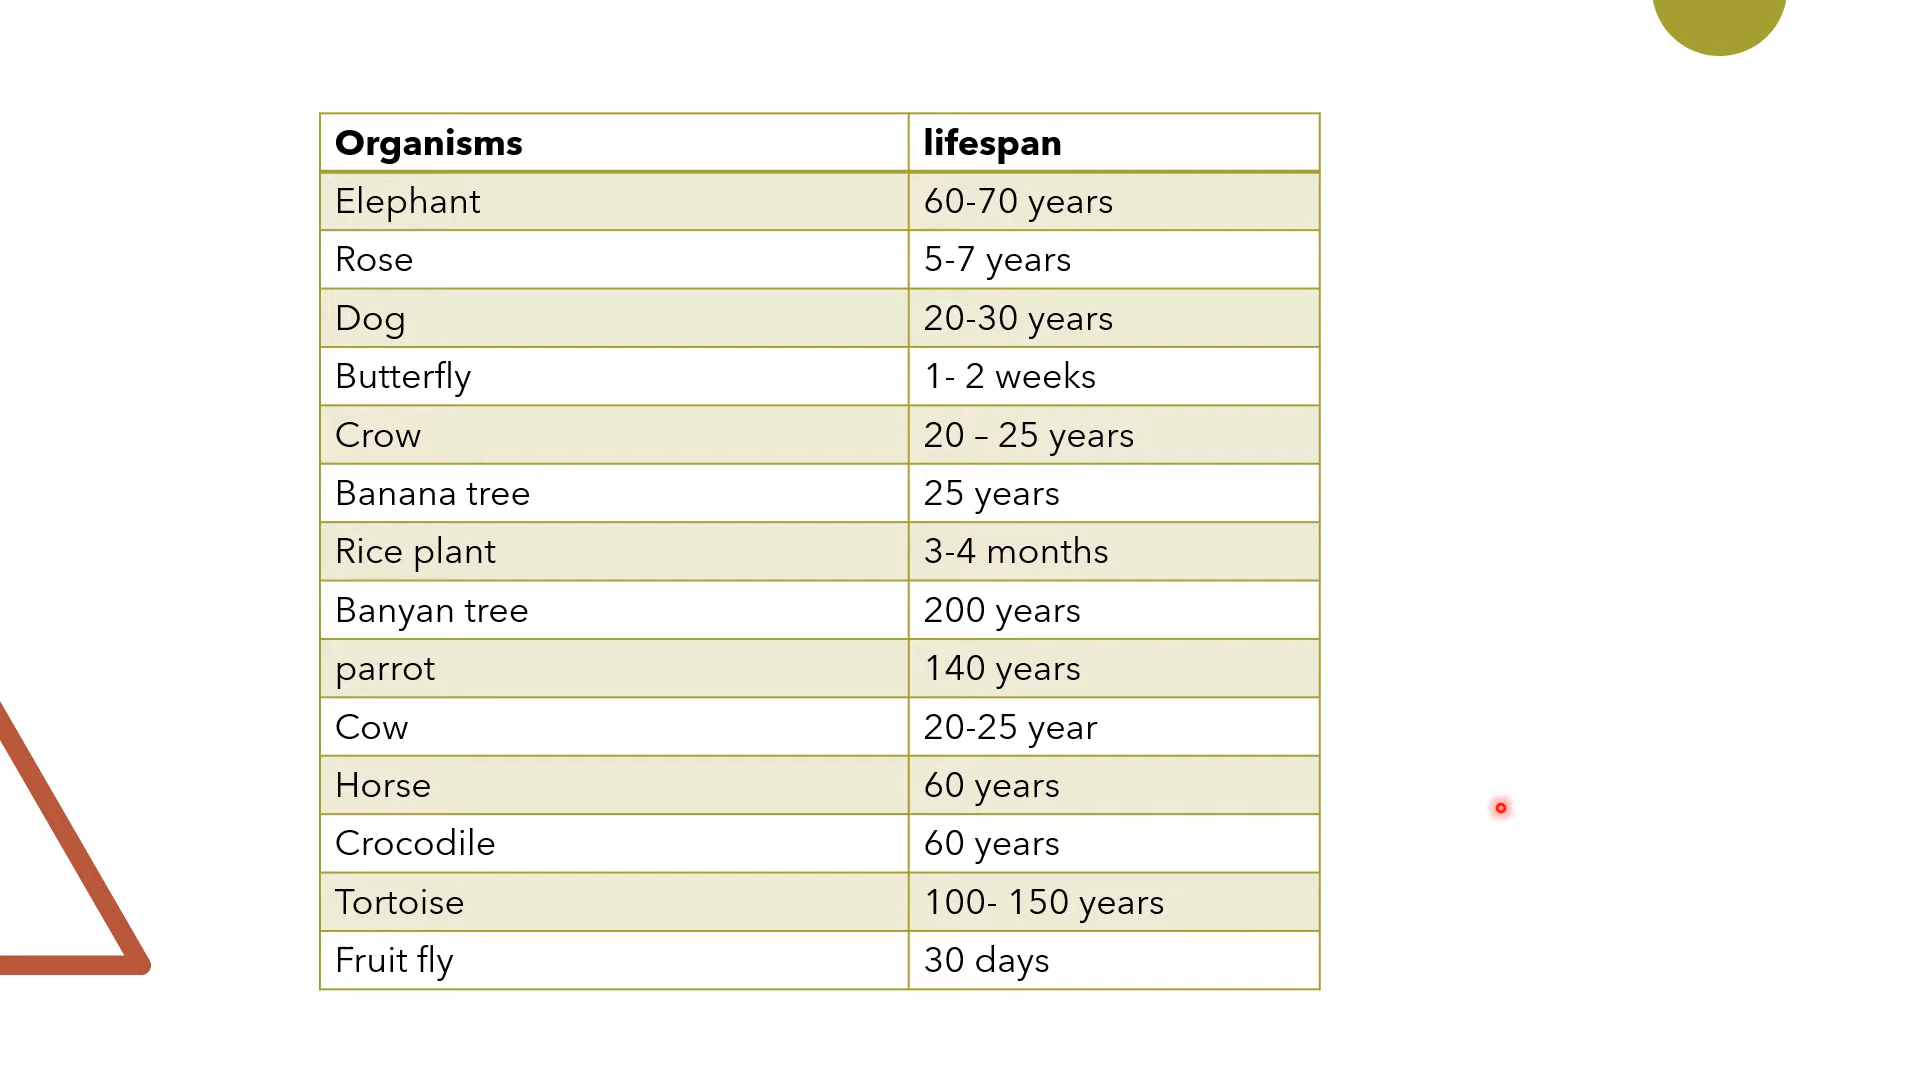 Organisms lifespan
Elephant 60-70 years
Rose 5-7 years
Dog 20-30 years
Butterfly 1- 2 weeks
Crow 20 – 25 years
Banana tree 25 years
Rice plant 3-4 months
Banyan tree 200 years
parrot 140 years
Cow 20-25 year
Horse 60 years
Crocodile 60 years
Tortoise 100- 150 years
Fruit fly 30 days